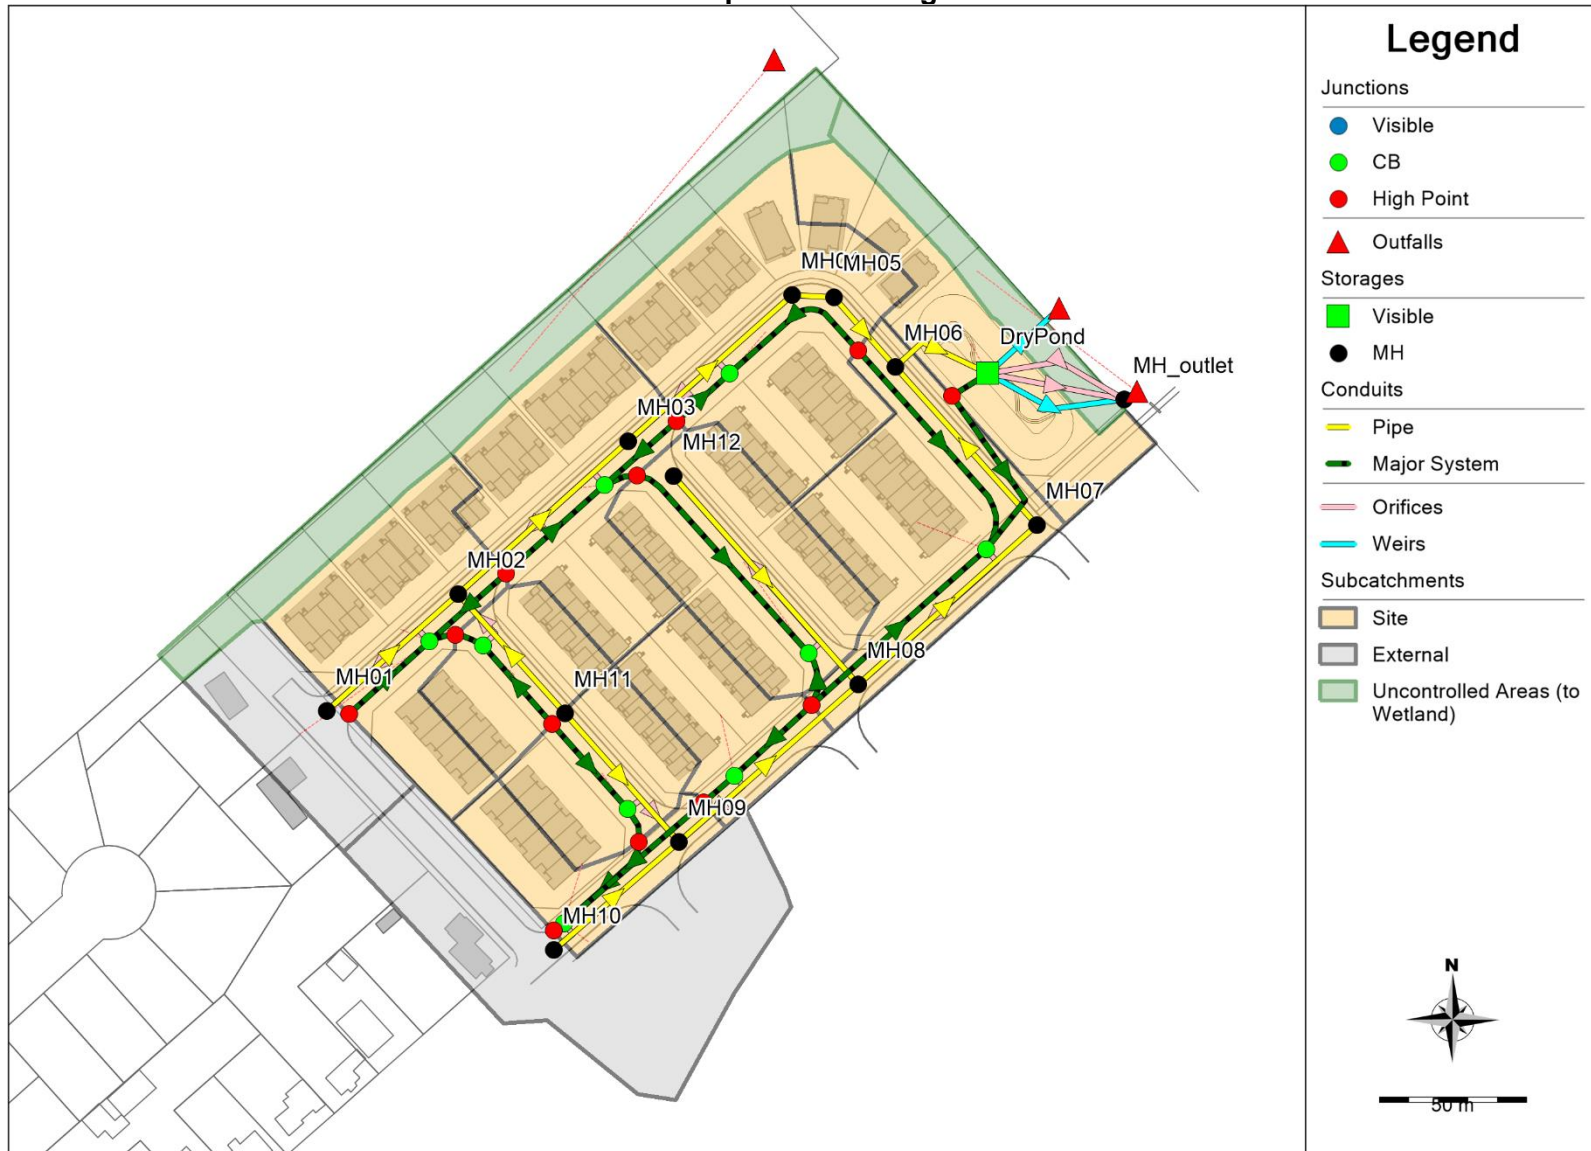 Legend
Junctions
Visible
CB
High Point
Outfalls
Storages
Visible
MH
Conduits
Pipe
Major System
Orifices
Weirs
Subcatchments
Site
External
Uncontrolled Areas (to
Wetland)
N
50 m
MH05
MH06
DryPond
MH_outlet
MH03
MH12
MH07
MH02
MH08
MH01
MH11
MH09
MH10